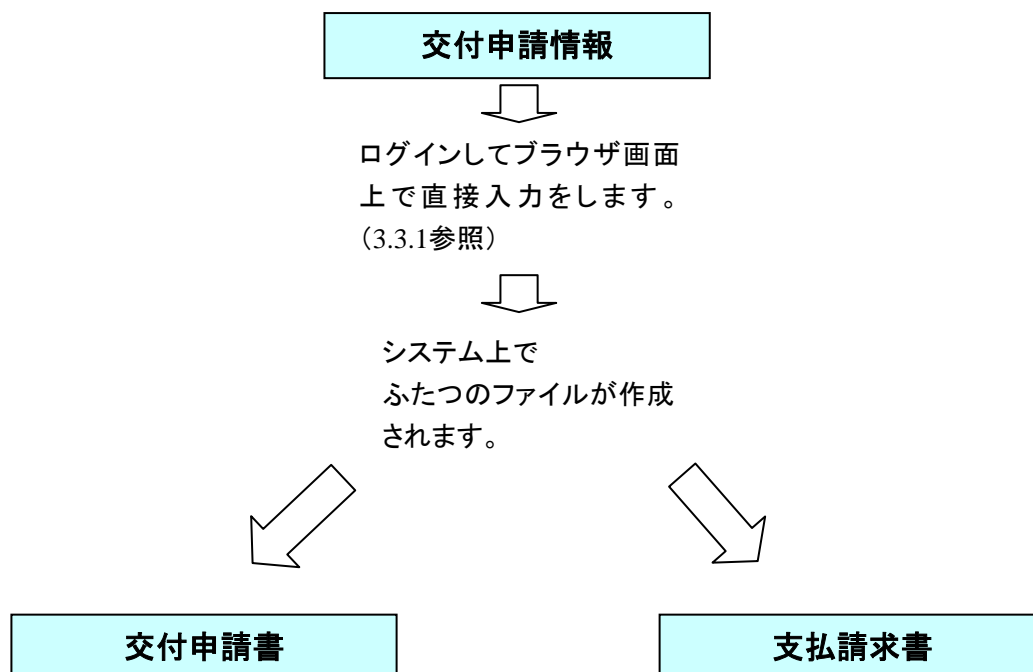 交付申請情報
ログインしてブラウザ画面
上で直接入力をします。
（3.3.1参照）
システム上で
ふたつのファイルが作成
されます。
交付申請書
支払請求書